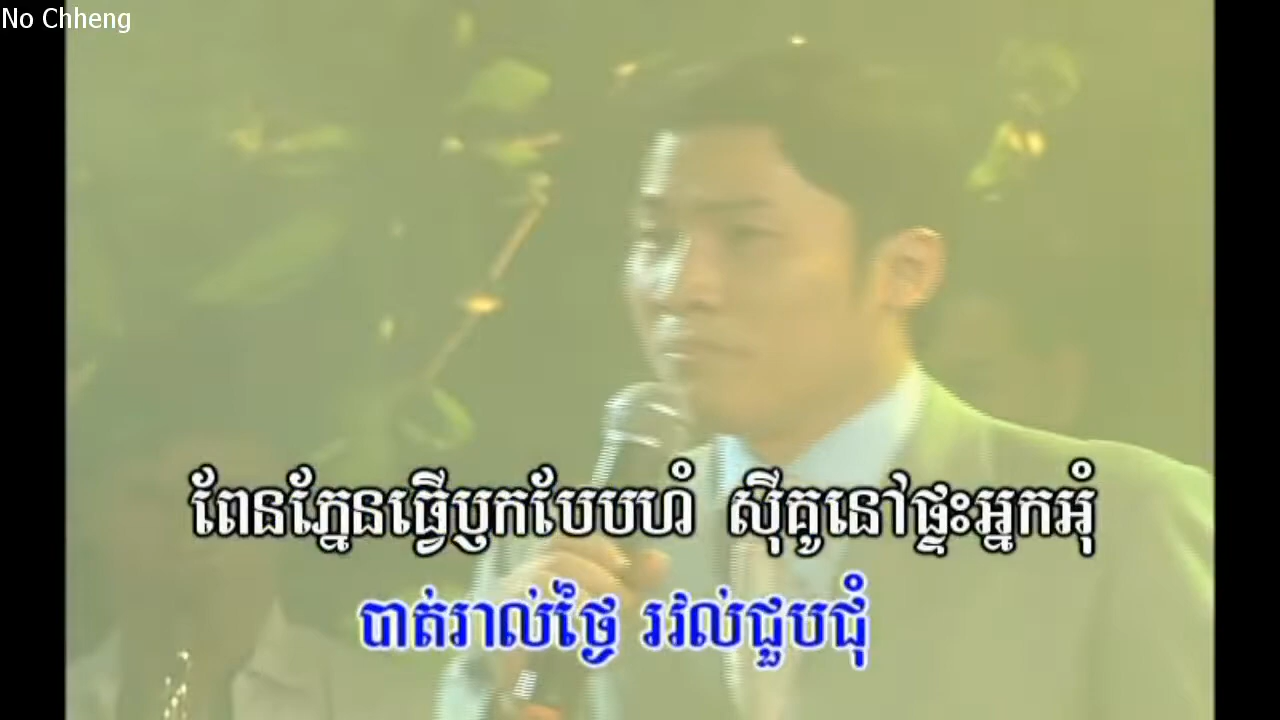 No Chheng
ពែនភ្នែនធ្វើឫកបែបហំ ស៊ីគូនៅផ្ទះអ្នកអុំ
បាត់រាល់ថ្ងៃ រវល់ជួបជុំ